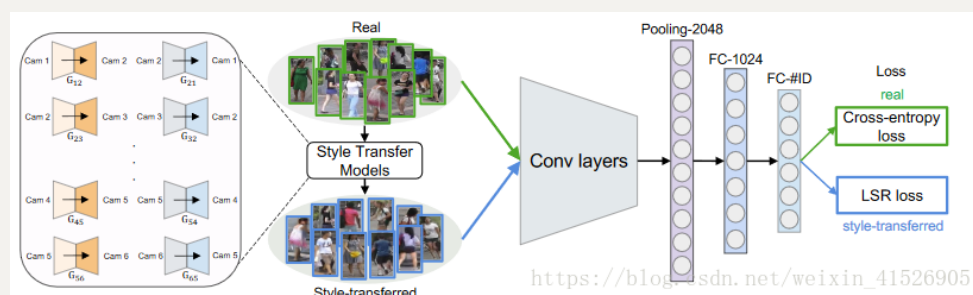 Cam 1
G12
Cam 2
Cam 2
G21
Cam 1
Cam 2
G23
Cam 3
Cam 3
G32
Cam 2
Cam 4
G45
Cam 5
Cam 5
G54
Cam 4
Cam 5
G56
Cam 6
Cam 6
G65
Cam 5
Real
Style Transfer
Models
Style-transferred
Conv layers
Pooling-2048
FC-1024
FC-#ID
Loss
real
Cross-entropy
loss
LSR loss
style-transferred
https://blog.csdn.net/weixin_41526905